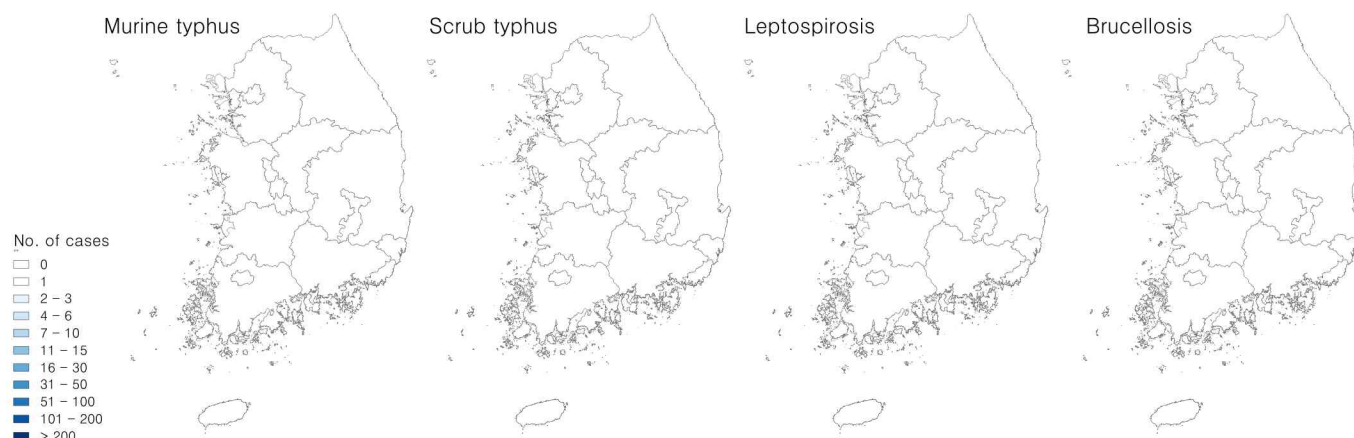 Murine typhus
Scrub typhus
Leptospirosis
Brucellosis
No. of cases
0
1
2 – 3
4 – 6
7 – 10
11 – 15
16 – 30
31 – 50
51 – 100
101 – 200
> 200